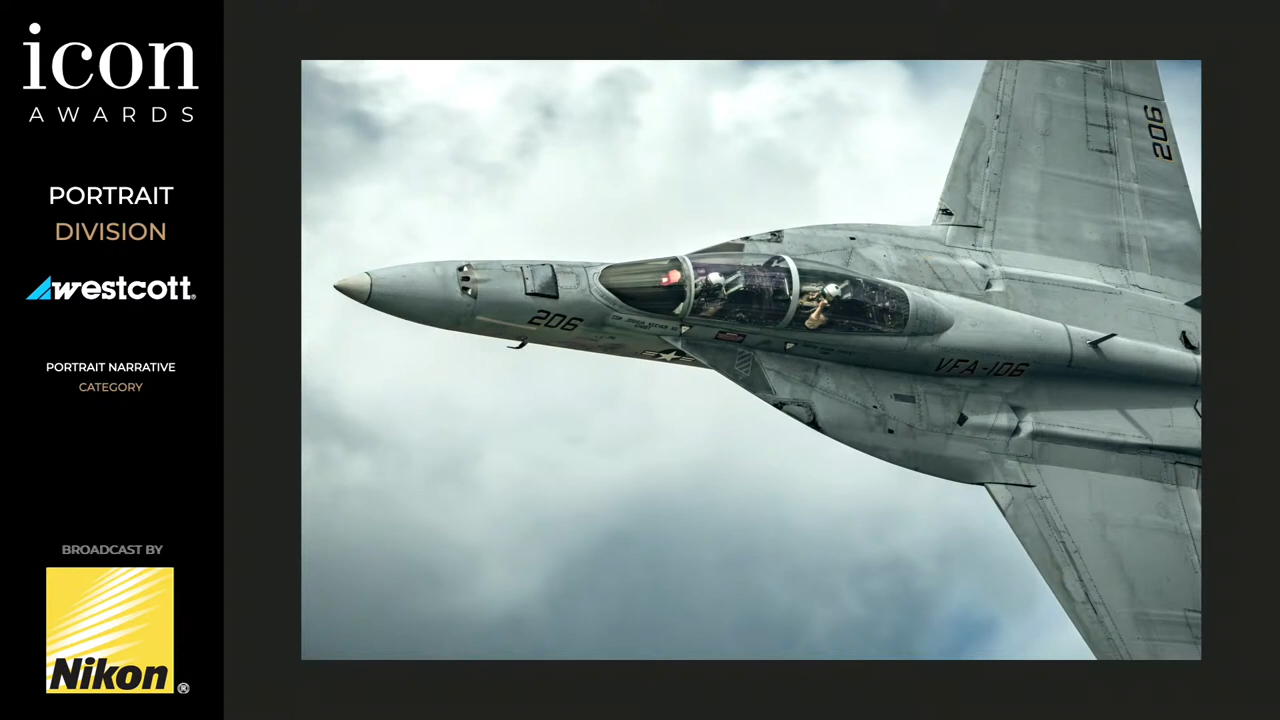 icon
AWARDS
PORTRAIT
DIVISION
westcott
PORTRAIT NARRATIVE
CATEGORY
BROADCAST BY
Nikon
®
206
206
VFA-106